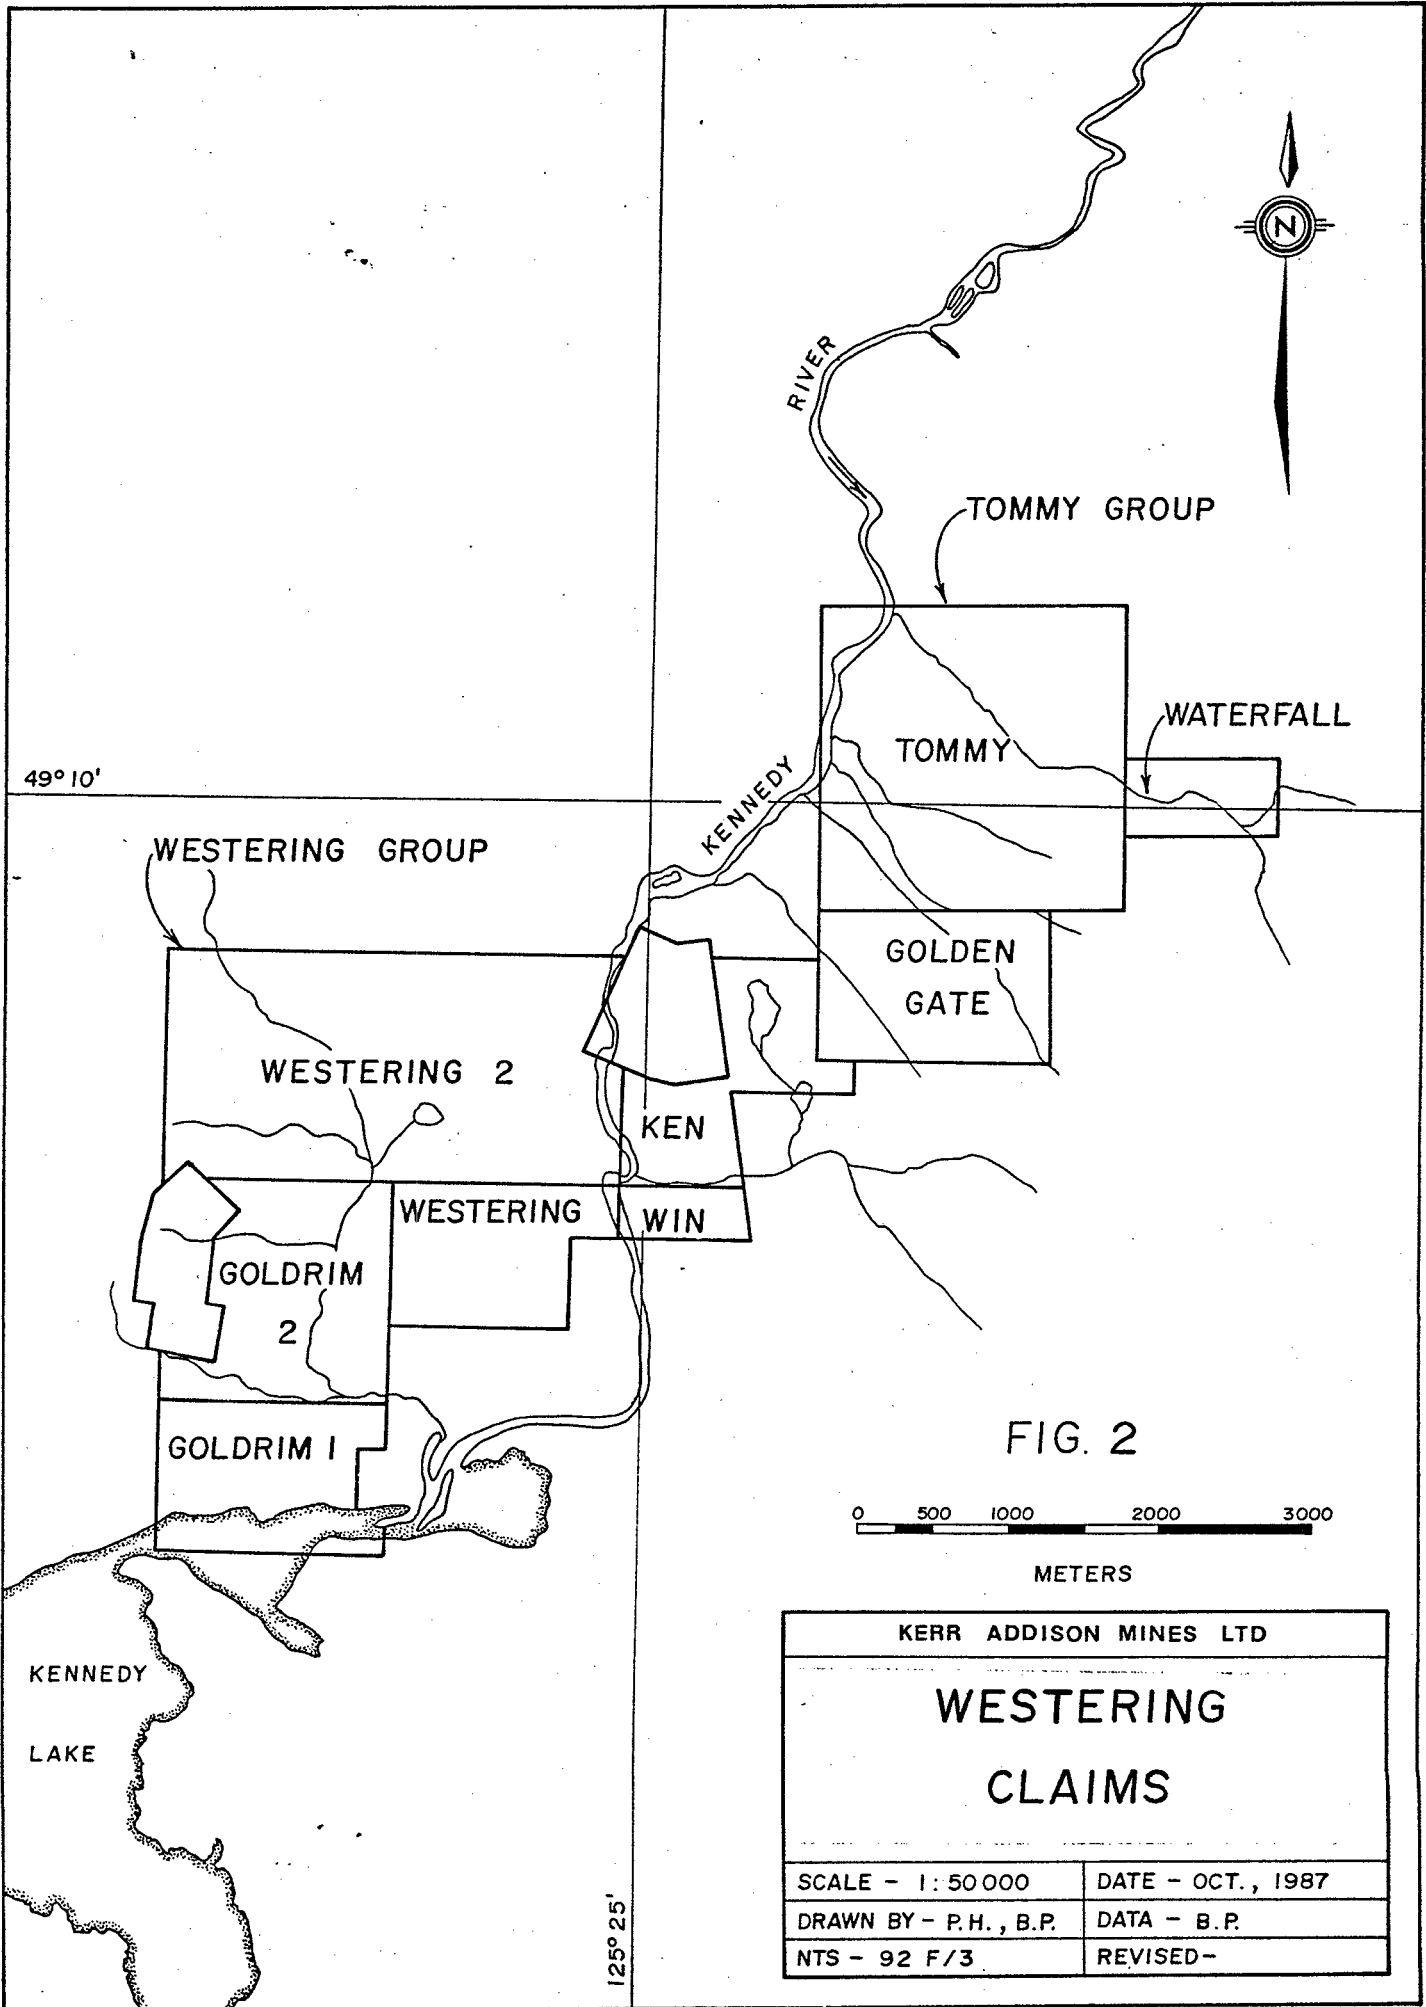 N
RIVER
TOMMY GROUP
WATERFALL
TOMMY
49° 10'
KENNEDY
WESTERING GROUP
GOLDEN
GATE
WESTERING 2
KEN
WESTERING
WIN
GOLDRIM
2
GOLDRIM 1
FIG. 2
0 500 1000 2000 3000
METERS
KENNEDY
LAKE
125° 25'
KERR ADDISON MINES LTD
WESTERING
CLAIMS
SCALE - 1:50000
DATE - OCT., 1987
DRAWN BY - P.H., B.P.
DATA - B.P.
NTS - 92 F/3
REVISED-